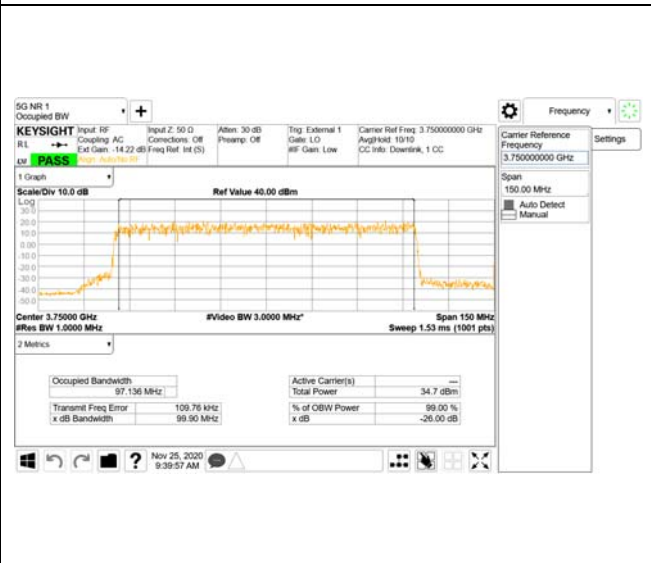 5G NR 1
Occupied BW
Frequency
KEYSIGHT
Input: RF
Input Z: 50 Ω
Atten: 30 dB
Trig: External 1
Carrier Ref Freq: 3.750000000 GHz
RL
Coupling: AC
Corrections: Off
Preamp: Off
Gate: LO
Avg|Hold: 10/10
Ext Gain: -14.22 dB
Freq Ref: Int (S)
#IF Gain: Low
CC Info: Downlink, 1 CC
PASS
Align: Auto/No RF
Carrier Reference
Frequency
3.750000000 GHz
Settings
Span
150.00 MHz
Auto Detect
Manual
1 Graph
Scale/Div 10.0 dB
Ref Value 40.00 dBm
Log
30.0
20.0
10.0
0.00
-10.0
-20.0
-30.0
-40.0
-50.0
Center 3.75000 GHz
#Video BW 3.0000 MHz*
Span 150 MHz
#Res BW 1.0000 MHz
Sweep 1.53 ms (1001 pts)
2 Metrics
Occupied Bandwidth
97.136 MHz
Active Carrier(s)
---
Total Power
34.7 dBm
Transmit Freq Error
109.76 kHz
% of OBW Power
99.00 %
x dB Bandwidth
99.90 MHz
x dB
-26.00 dB
?
Nov 25, 2020
9:39:57 AM